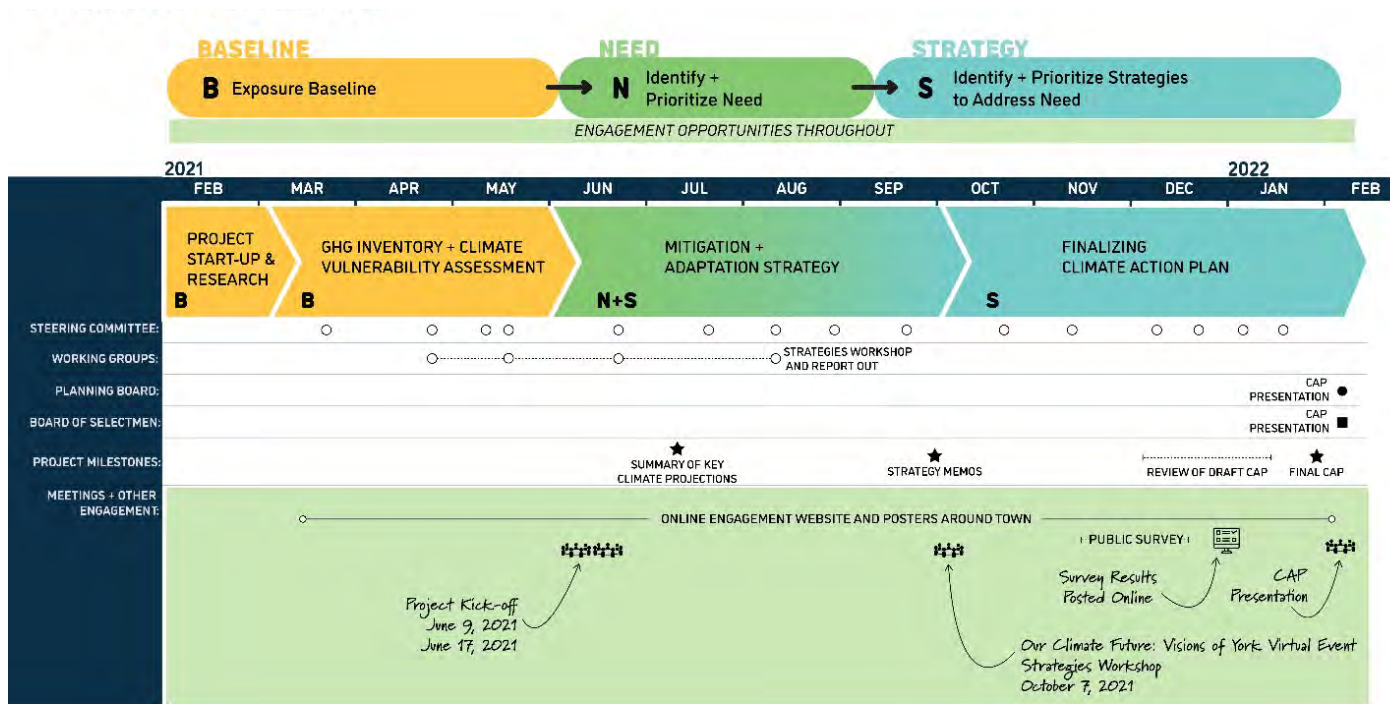 BASELINE
NEED
STRATEGY
B Exposure Baseline
N Identify +
Prioritize Need
S Identify + Prioritize Strategies
to Address Need
ENGAGEMENT OPPORTUNITIES THROUGHOUT
2021 2022
FEB MAR APR MAY JUN JUL AUG SEP OCT NOV DEC JAN FEB
PROJECT
START-UP &
RESEARCH
B
GHG INVENTORY + CLIMATE
VULNERABILITY ASSESSMENT
B
MITIGATION +
ADAPTATION STRATEGY
N+S
FINALIZING
CLIMATE ACTION PLAN
S
STEERING COMMITTEE:
WORKING GROUPS:
STRATEGIES WORKSHOP
AND REPORT OUT
PLANNING BOARD:
CAP
PRESENTATION
BOARD OF SELECTMEN:
CAP
PRESENTATION
PROJECT MILESTONES:
SUMMARY OF KEY
CLIMATE PROJECTIONS
STRATEGY MEMOS
REVIEW OF DRAFT CAP
FINAL CAP
MEETINGS + OTHER
ENGAGEMENT:
ONLINE ENGAGEMENT WEBSITE AND POSTERS AROUND TOWN
PUBLIC SURVEY
Project Kick-off
June 9, 2021
June 17, 2021
Survey Results
Posted Online
CAP
Presentation
Our Climate Future: Visions of York Virtual Event
Strategies Workshop
October 7, 2021